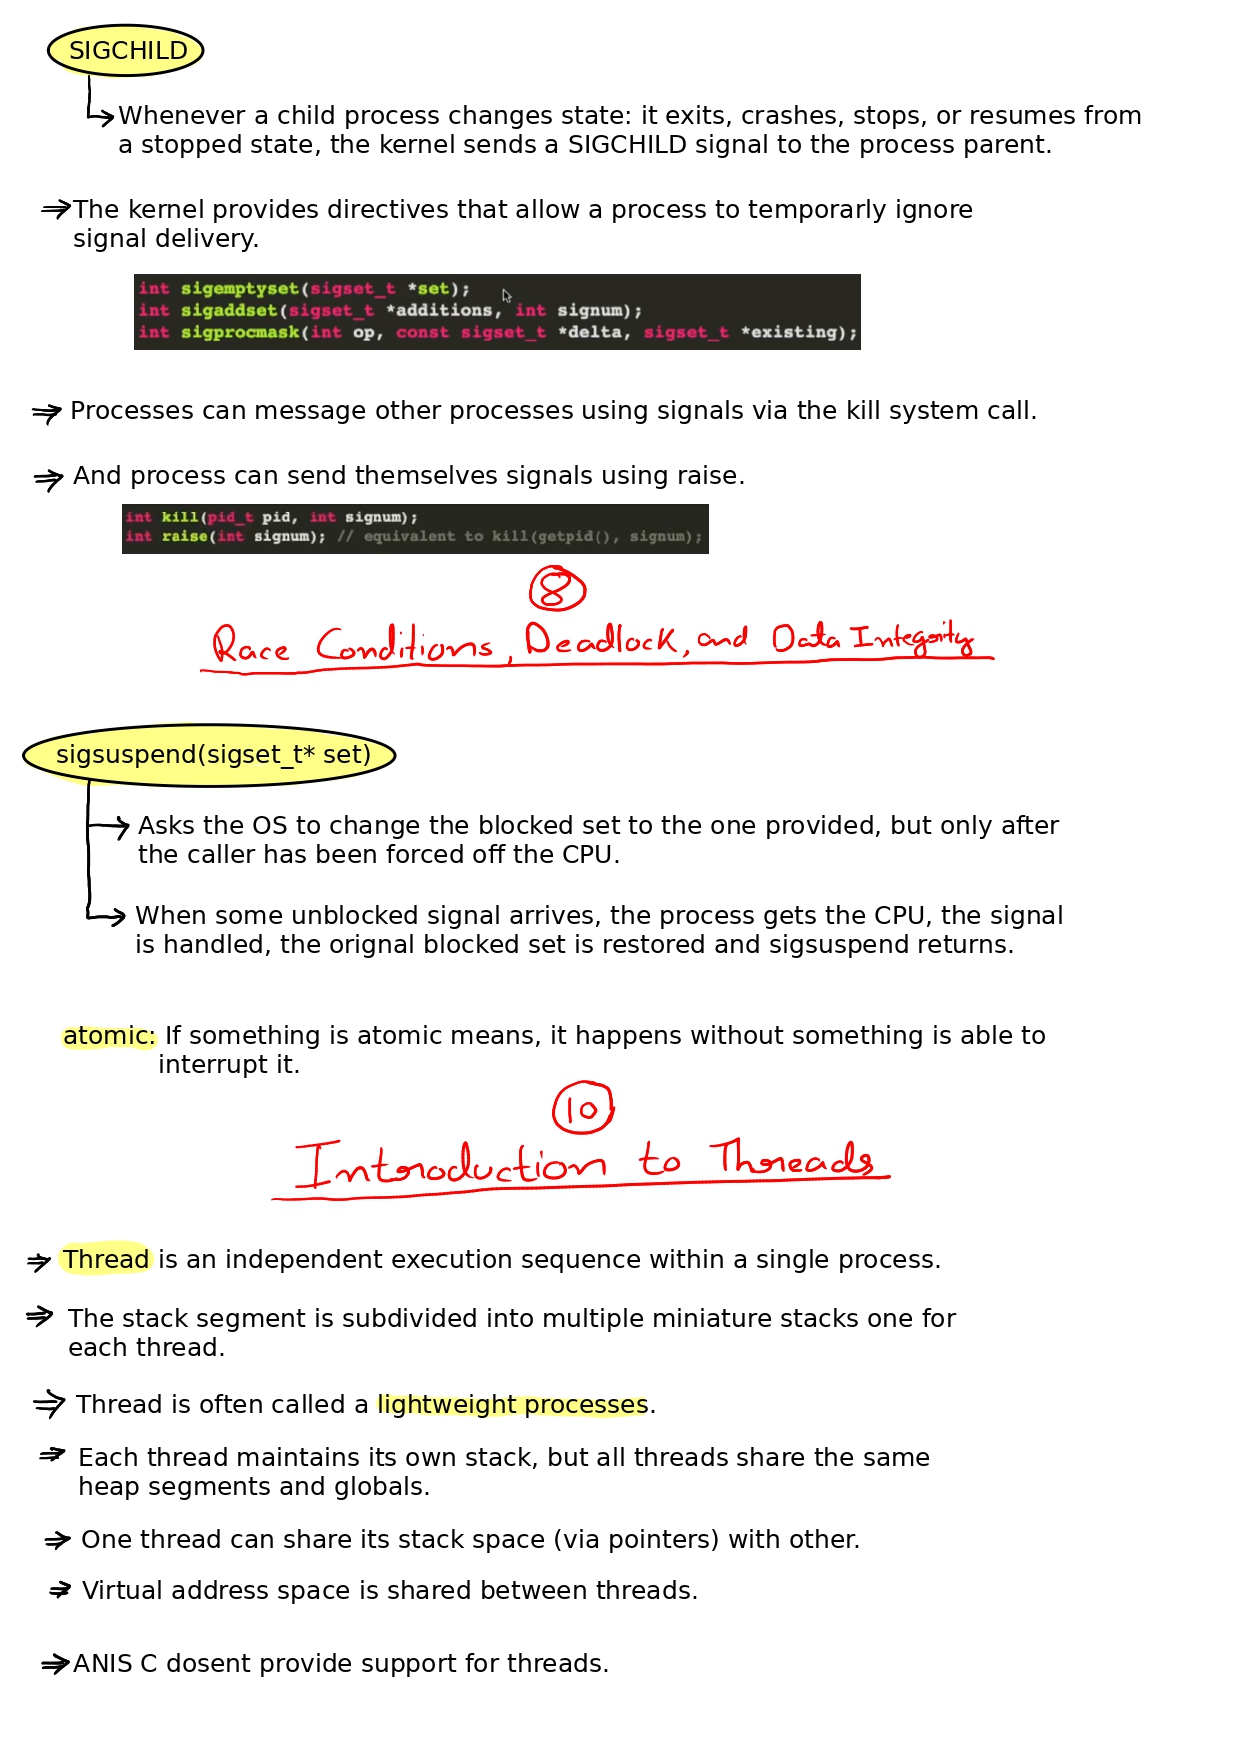 SIGCHILD
Whenever a child process changes state: it exits, crashes, stops, or resumes from
a stopped state, the kernel sends a SIGCHILD signal to the process parent.
The kernel provides directives that allow a process to temporarly ignore
signal delivery.
int sigemptyset(sigset_t *set);
int sigaddset(sigset_t *additions, int signum);
int sigprocmask(int op, const sigset_t *delta, sigset_t *existing);
Processes can message other processes using signals via the kill system call.
And process can send themselves signals using raise.
int kill(pid_t pid, int signum);
int raise(int signum); // equivalent to kill(getpid(), signum);
8
Race Conditions, Deadlock, and Data Integrity
sigsuspend(sigset_t* set)
Asks the OS to change the blocked set to the one provided, but only after
the caller has been forced off the CPU.
When some unblocked signal arrives, the process gets the CPU, the signal
is handled, the orignal blocked set is restored and sigsuspend returns.
atomic: If something is atomic means, it happens without something is able to
interrupt it.
10
Introduction to Threads
Thread is an independent execution sequence within a single process.
The stack segment is subdivided into multiple miniature stacks one for
each thread.
Thread is often called a lightweight processes.
Each thread maintains its own stack, but all threads share the same
heap segments and globals.
One thread can share its stack space (via pointers) with other.
Virtual address space is shared between threads.
ANIS C dosent provide support for threads.